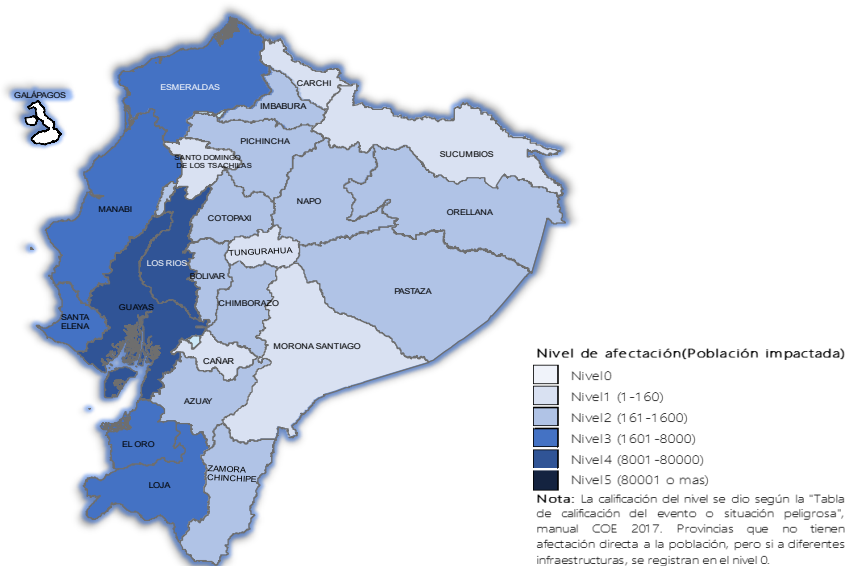 GALÁPAGOS
ESMERALDAS
CARCHI
IMBABURA
PICHINCHA
SUCUMBIOS
SANTO DOMINGO
DE LOS TSACHILAS
MANABI
NAPO
ORELLANA
COTOPAXI
TUNGURAHUA
LOS RIOS
BOLIVAR
PASTAZA
CHIMBORAZO
GUAYAS
SANTA
ELENA
MORONA SANTIAGO
CAÑAR
AZUAY
EL ORO
ZAMORA
CHINCHIPE
LOJA
Nivel de afectación(Población impactada)
Nivel0
Nivel1 (1-160)
Nivel2 (161-1600)
Nivel3 (1601-8000)
Nivel4 (8001-80000)
Nivel5 (80001 o mas)
Nota: La calificación del nivel se dio según la "Tabla
de calificación del evento o situación peligrosa",
manual COE 2017. Provincias que no tienen
afectación directa a la población, pero si a diferentes
infraestructuras, se registran en el nivel 0.